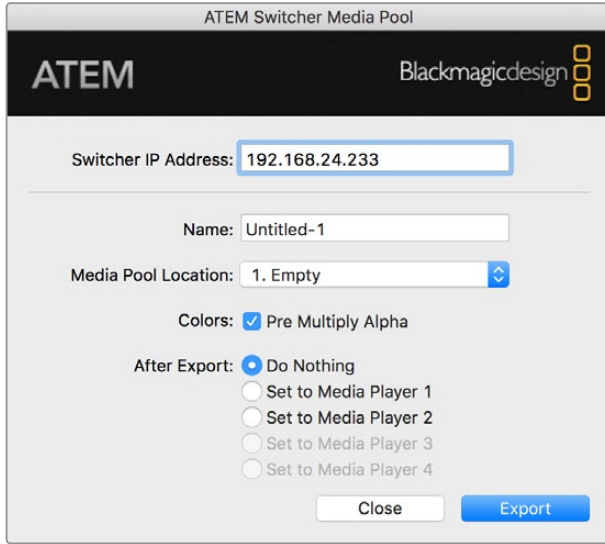 ATEM Switcher Media Pool
ATEM
Blackmagicdesign
Switcher IP Address: 192.168.24.233
Name: Untitled-1
Media Pool Location: 1. Empty
Colors: Pre Multiply Alpha
After Export: Do Nothing
Set to Media Player 1
Set to Media Player 2
Set to Media Player 3
Set to Media Player 4
Close Export